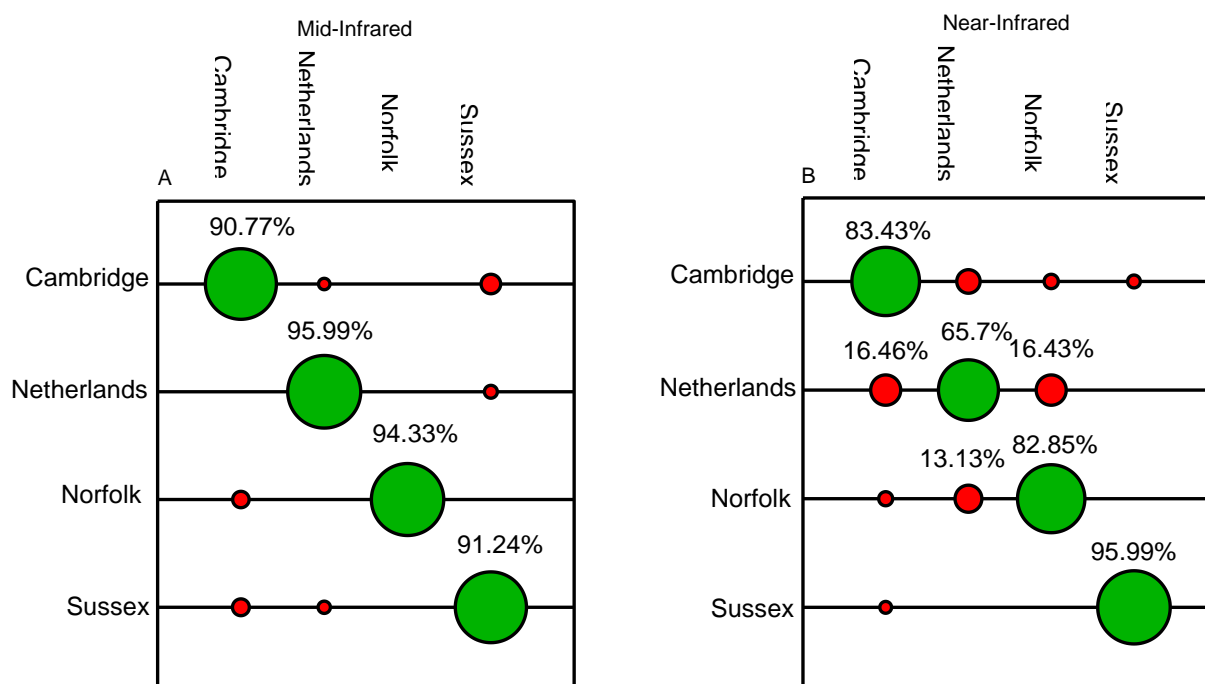 Mid-Infrared
Cambridge
Netherlands
Norfolk
Sussex
A
90.77%
Cambridge
95.99%
Netherlands
94.33%
Norfolk
91.24%
Sussex
Near-Infrared
Cambridge
Netherlands
Norfolk
Sussex
B
83.43%
Cambridge
16.46% 65.7% 16.43%
Netherlands
13.13% 82.85%
Norfolk
95.99%
Sussex